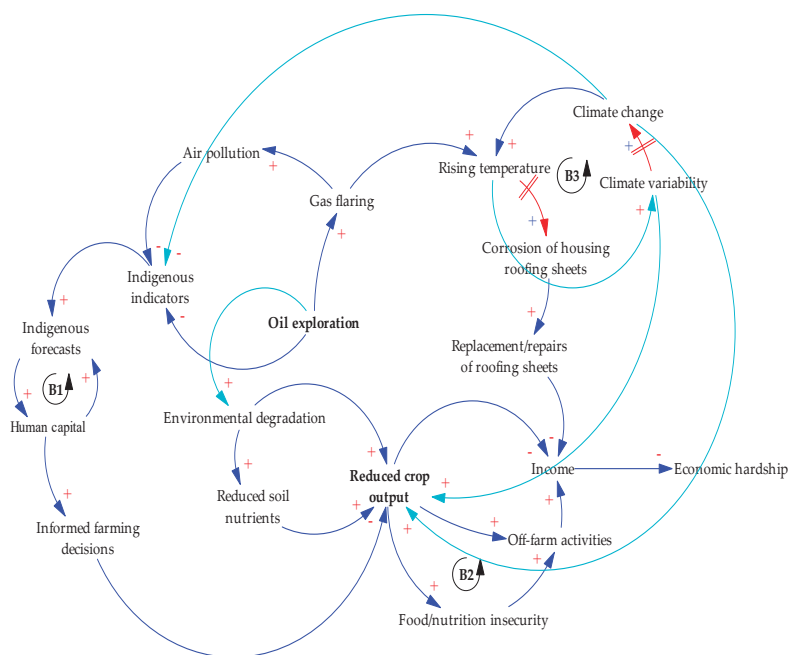 Climate change
+
+
+
Air pollution
+
Rising temperature
B3
Climate variability
Gas flaring
+
+
+
Corrosion of housing
roofing sheets
-
-
Indigenous
indicators
+
Oil exploration
-
+
Indigenous
forecasts
Replacement/repairs
of roofing sheets
B1
+
+
+
Environmental degradation
Human capital
+
-
-
-
Income
Economic hardship
Reduced crop
output
+
+
Reduced soil
nutrients
+
+
+
-
+
+
Informed farming
decisions
Off-farm activities
+
B2
+
Food/nutrition insecurity